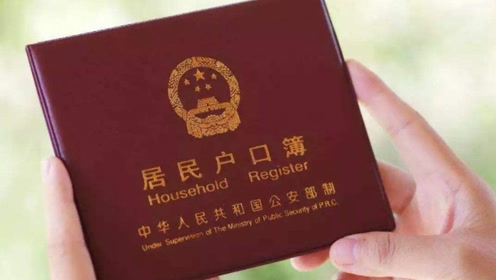 居民户口簿
Household Register
中华人民共和国公安部制
Under Supervision of The Ministry of Public Security of P.R.C.